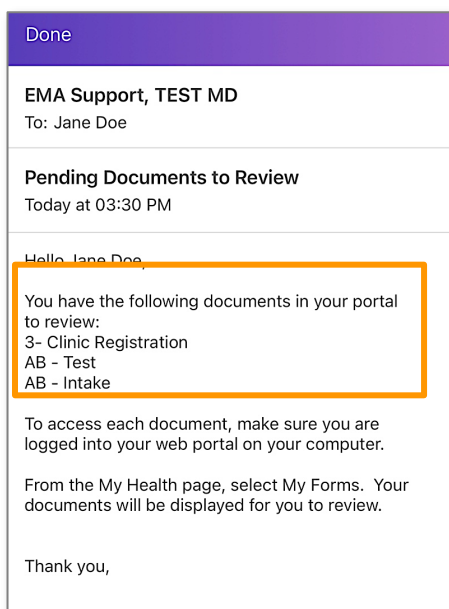 Done
EMA Support, TEST MD
To: Jane Doe
Pending Documents to Review
Today at 03:30 PM
Hello Jane Doe,
You have the following documents in your portal
to review:
3- Clinic Registration
AB - Test
AB - Intake
To access each document, make sure you are
logged into your web portal on your computer.
From the My Health page, select My Forms.  Your
documents will be displayed for you to review.
Thank you,